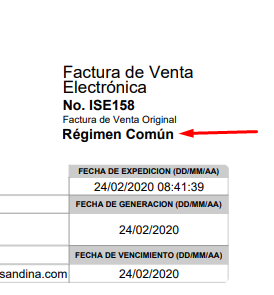 Factura de Venta
Electrónica
No. ISE158
Factura de Venta Original
Régimen Común
FECHA DE EXPEDICION (DD/MM/AA)
24/02/2020 08:41:39
FECHA DE GENERACION (DD/MM/AA)
24/02/2020
FECHA DE VENCIMIENTO (DD/MM/AA)
sandina.com 24/02/2020